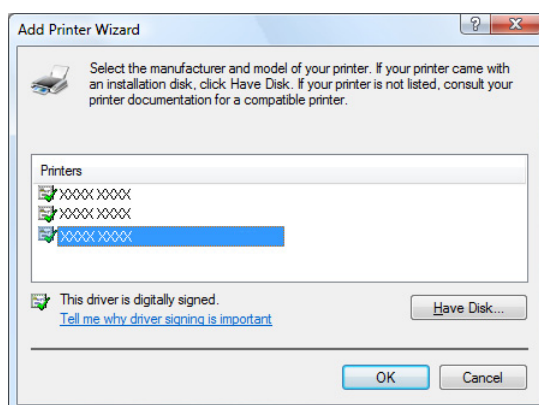 Add Printer Wizard
Select the manufacturer and model of your printer. If your printer came with
an installation disk, click Have Disk. If your printer is not listed, consult your
printer documentation for a compatible printer.
Printers
XXXX XXXX
XXXX XXXX
XXXX XXXX
This driver is digitally signed.
Tell me why driver signing is important
Have Disk...
OK
Cancel